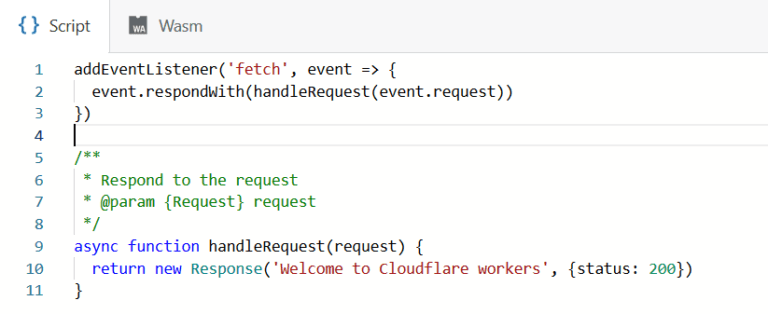 {} Script WA Wasm
1 addEventListener('fetch', event => {
2   event.respondWith(handleRequest(event.request))
3 })
4
5 /**
6  * Respond to the request
7  * @param {Request} request
8  */
9 async function handleRequest(request) {
10   return new Response('Welcome to Cloudflare workers', {status: 200})
11 }